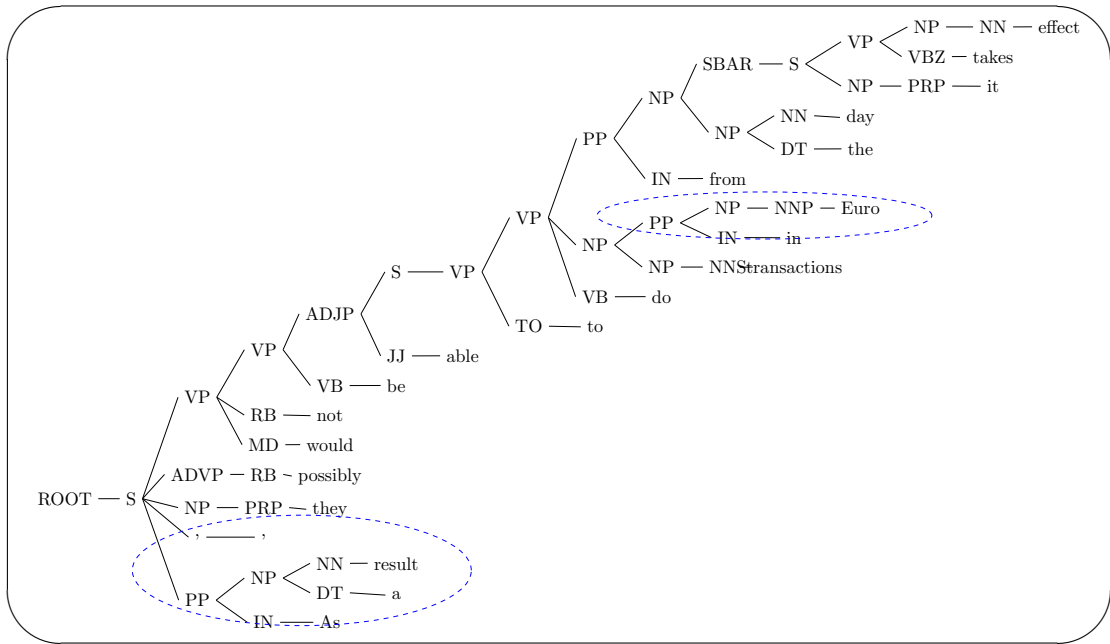 NP NN effect
VP
VBZ takes
SBAR S
NP PRP it
NP
NN day
NP
DT the
PP
IN from
NP NNP Euro
VP PP
IN in
NP
NP NNS transactions
S VP
VB do
ADJP
TO to
VP
JJ able
VB be
VP
RB not
MD would
ADVP RB possibly
ROOT S
NP PRP they
, ,
NN result
NP
DT a
PP
IN As